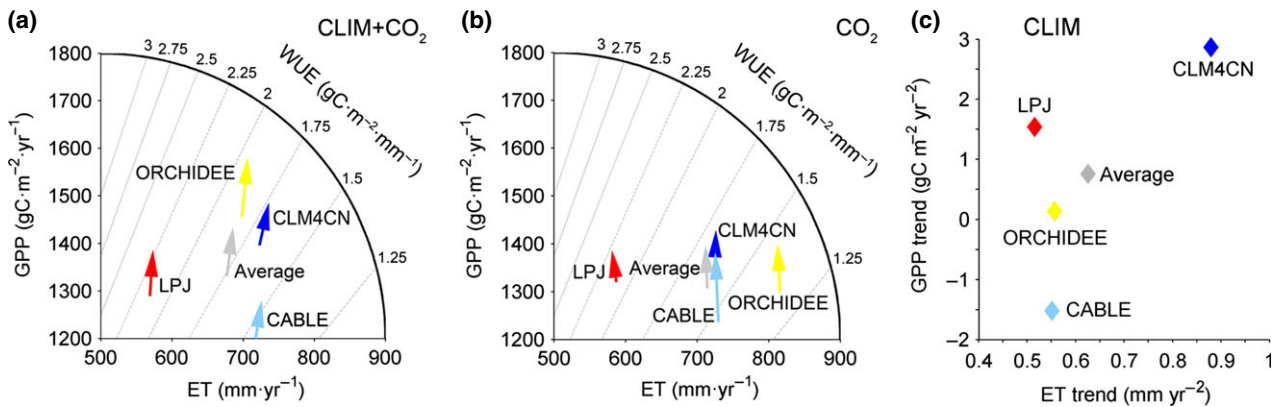 (a)
CLIM+CO₂
WUE (gC·m⁻²·mm⁻¹)
3 2.75 2.5 2.25 2 1.75 1.5 1.25
GPP (gC·m⁻²·yr⁻¹)
1800
1700
1600
1500
1400
1300
1200
ORCHIDEE
CLM4CN
LPJ
Average
CABLE
500 600 700 800 900
ET (mm·yr⁻¹)
(b)
CO₂
WUE (gC·m⁻²·mm⁻¹)
3 2.75 2.5 2.25 2 1.75 1.5 1.25
GPP (gC·m⁻²·yr⁻¹)
1800
1700
1600
1500
1400
1300
1200
CLM4CN
LPJ
Average
ORCHIDEE
CABLE
500 600 700 800 900
ET (mm·yr⁻¹)
(c)
CLIM
GPP trend (gC m⁻² yr⁻²)
3
2
1
0
–1
–2
CLM4CN
LPJ
Average
ORCHIDEE
CABLE
0.4 0.5 0.6 0.7 0.8 0.9 1
ET trend (mm yr⁻²)